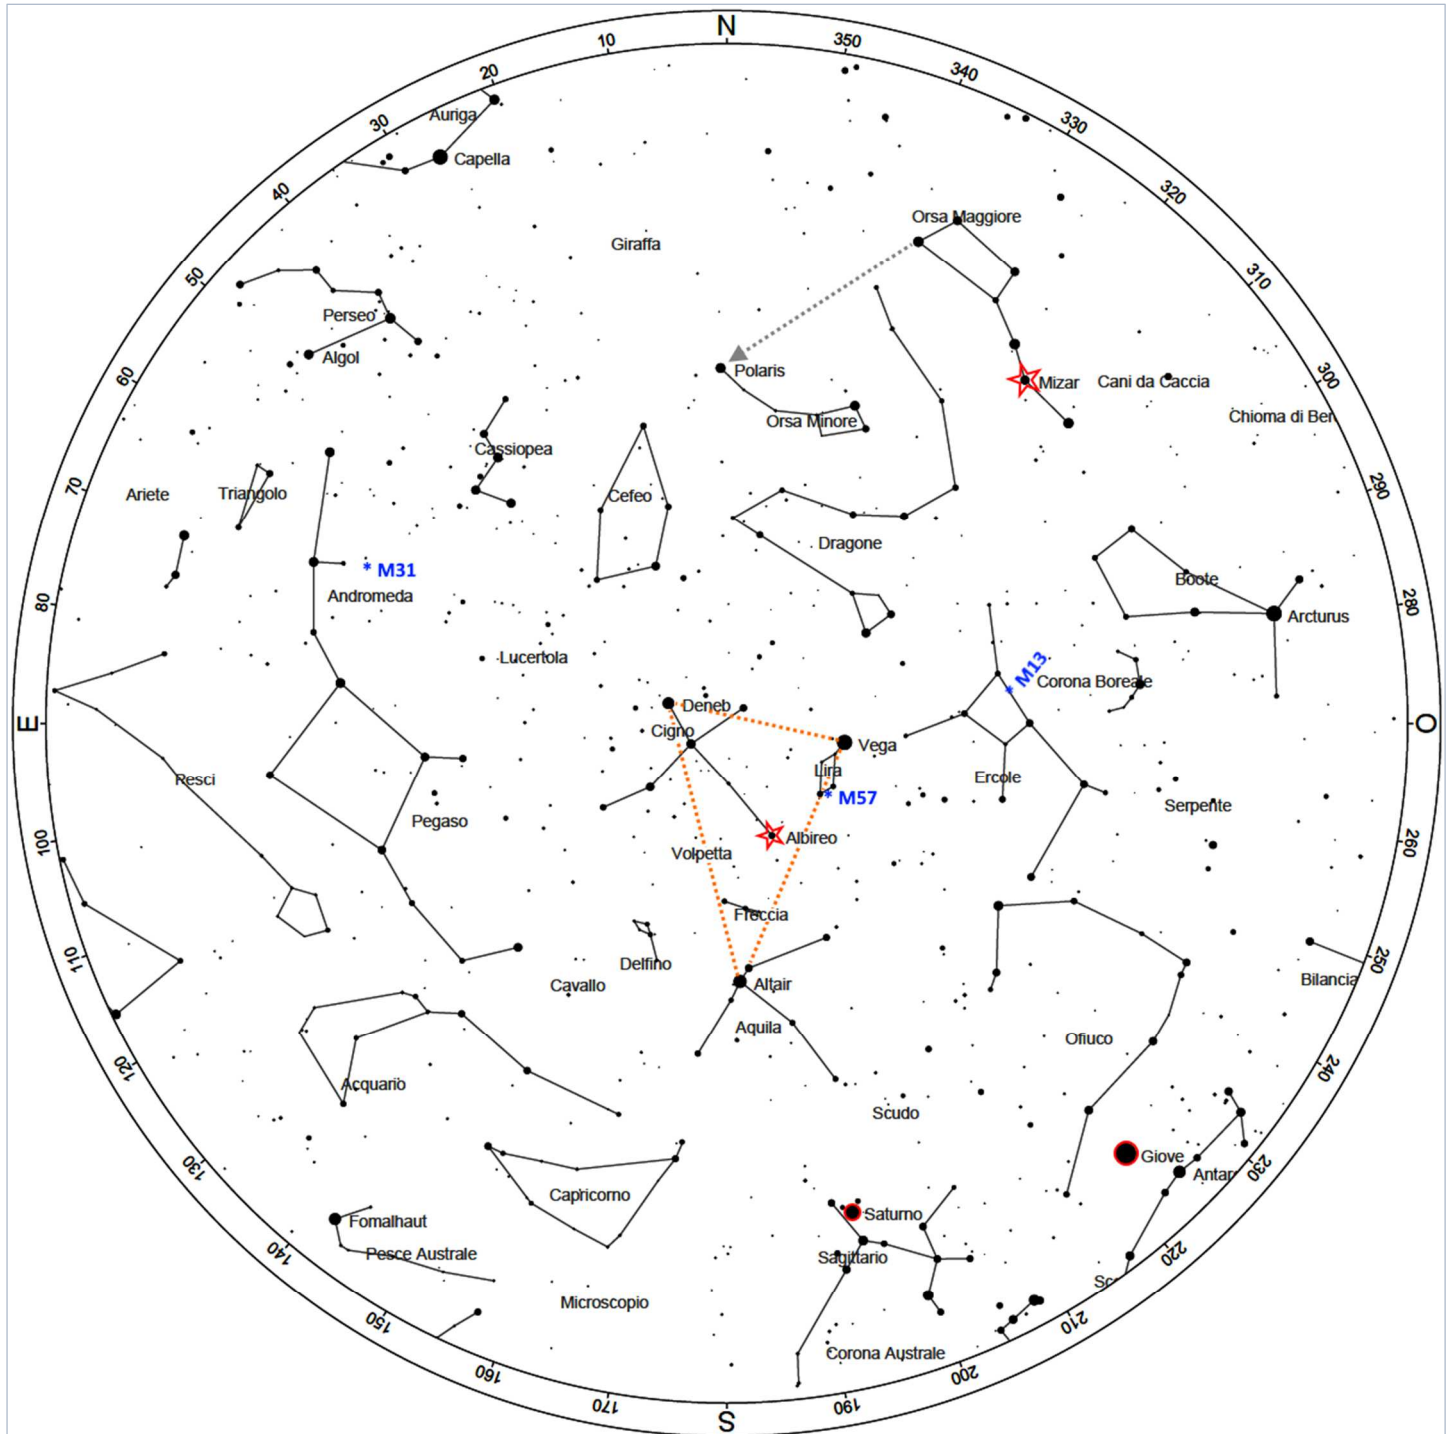 N
10
350
20
340
Auriga
30
330
Capella
40
320
Orsa Maggiore
Giraffa
50
310
Perseo
Algol
Polaris
60
300
Mizar
Cani da Caccia
Orsa Minore
Chioma di Ber
Cassiopea
70
290
Ariete
Triangolo
Cefeo
Dragone
* M31
Boote
Andromeda
80
280
Arcturus
Lucertola
* M13
Corona Boreale
Deneb
E
O
Cigno
Vega
Lira
Ercole
Pesci
* M57
Serpente
Pegaso
100
260
Albireo
Volpetta
Freccia
110
250
Delfino
Bilancia
Cavallo
Altair
Aquila
Ofiuco
120
240
Acquario
Scudo
Giove
130
230
Antar
Capricorno
Saturno
Fomalhaut
140
220
Pesce Australe
Sagittario
Sc
Microscopio
150
210
Corona Australe
160
200
170
190
S